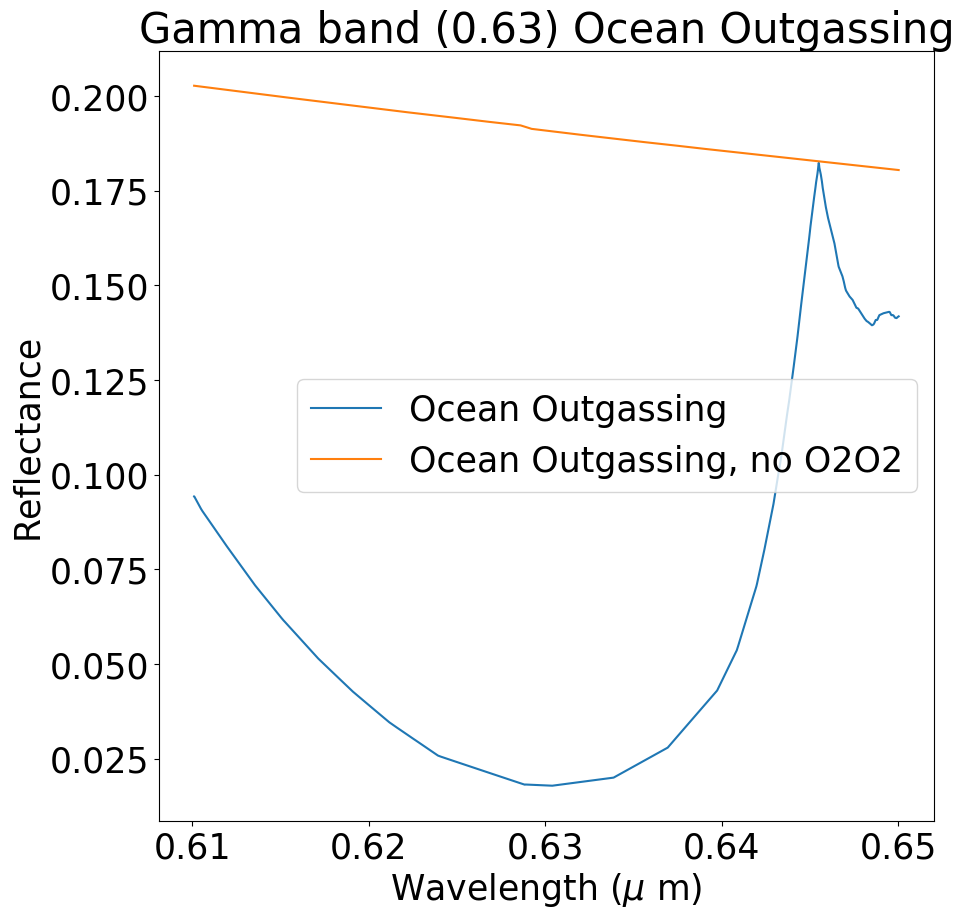 Gamma band (0.63) Ocean Outgassing
0.200
0.175
0.150
0.125
0.100
0.075
0.050
0.025
Reflectance
Ocean Outgassing
Ocean Outgassing, no O2O2
0.61 0.62 0.63 0.64 0.65
Wavelength (μ m)